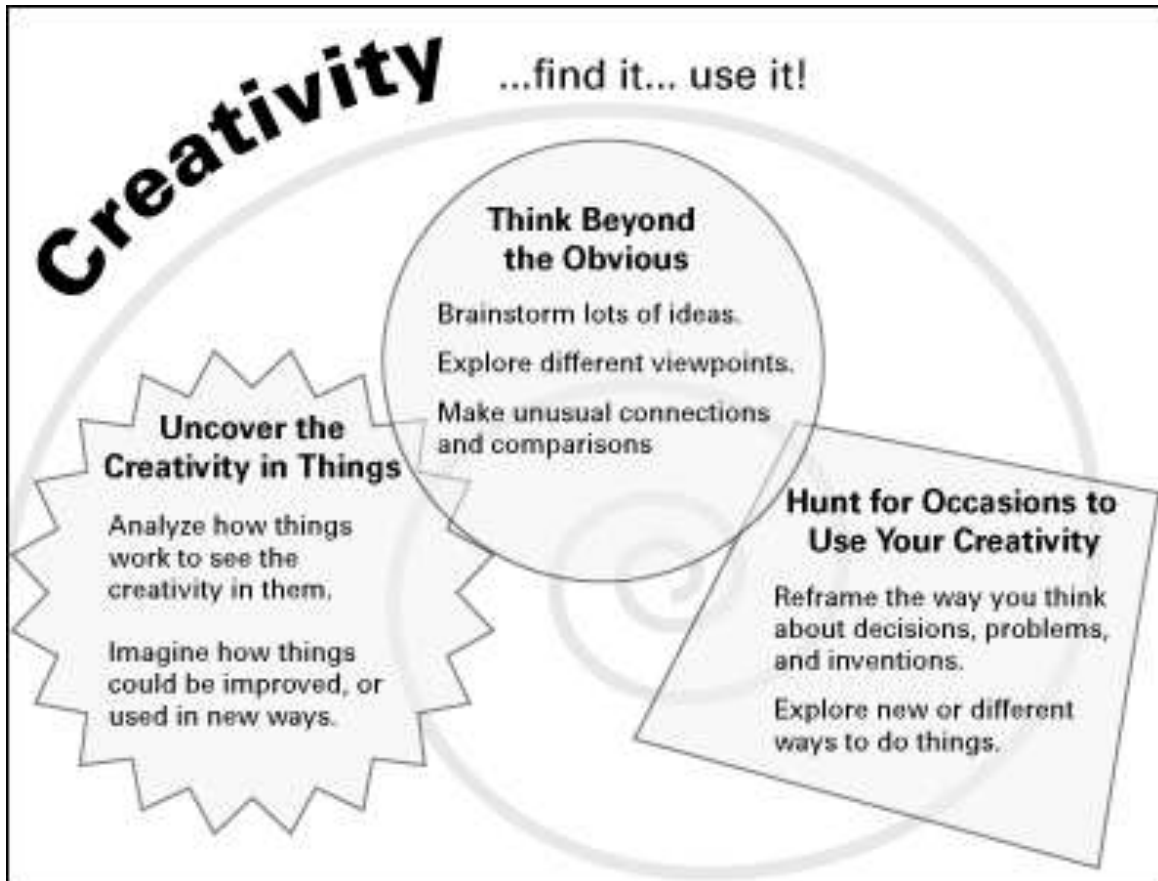 Creativity ...find it... use it!
Think Beyond
the Obvious
Brainstorm lots of ideas.
Explore different viewpoints.
Make unusual connections
and comparisons
Uncover the
Creativity in Things
Analyze how things
work to see the
creativity in them.
Imagine how things
could be improved, or
used in new ways.
Hunt for Occasions to
Use Your Creativity
Reframe the way you think
about decisions, problems,
and inventions.
Explore new or different
ways to do things.